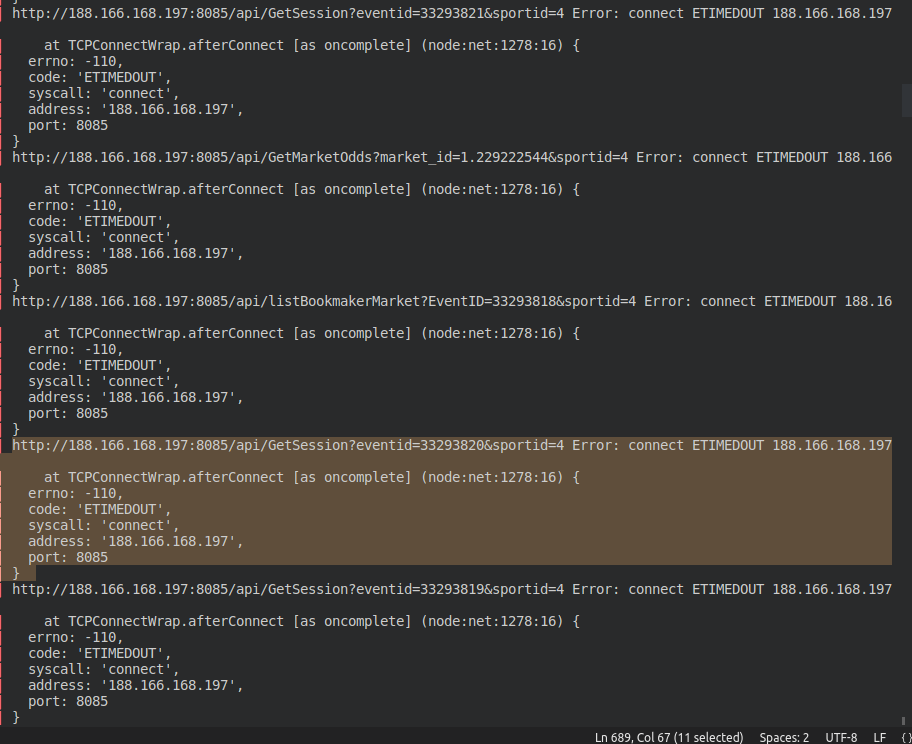 }
http://188.166.168.197:8085/api/GetSession?eventid=33293821&sportid=4 Error: connect ETIMEDOUT 188.166.168.197
at TCPConnectWrap.afterConnect [as oncomplete] (node:net:1278:16) {
errno: -110,
code: 'ETIMEDOUT',
syscall: 'connect',
address: '188.166.168.197',
port: 8085
}
http://188.166.168.197:8085/api/GetMarketOdds?market_id=1.229222544&sportid=4 Error: connect ETIMEDOUT 188.166
at TCPConnectWrap.afterConnect [as oncomplete] (node:net:1278:16) {
errno: -110,
code: 'ETIMEDOUT',
syscall: 'connect',
address: '188.166.168.197',
port: 8085
}
http://188.166.168.197:8085/api/listBookmakerMarket?EventID=33293818&sportid=4 Error: connect ETIMEDOUT 188.16
at TCPConnectWrap.afterConnect [as oncomplete] (node:net:1278:16) {
errno: -110,
code: 'ETIMEDOUT',
syscall: 'connect',
address: '188.166.168.197',
port: 8085
}
http://188.166.168.197:8085/api/GetSession?eventid=33293820&sportid=4 Error: connect ETIMEDOUT 188.166.168.197
at TCPConnectWrap.afterConnect [as oncomplete] (node:net:1278:16) {
errno: -110,
code: 'ETIMEDOUT',
syscall: 'connect',
address: '188.166.168.197',
port: 8085
}
http://188.166.168.197:8085/api/GetSession?eventid=33293819&sportid=4 Error: connect ETIMEDOUT 188.166.168.197
at TCPConnectWrap.afterConnect [as oncomplete] (node:net:1278:16) {
errno: -110,
code: 'ETIMEDOUT',
syscall: 'connect',
address: '188.166.168.197',
port: 8085
}
Ln 689, Col 67 (11 selected) Spaces: 2 UTF-8 LF {}